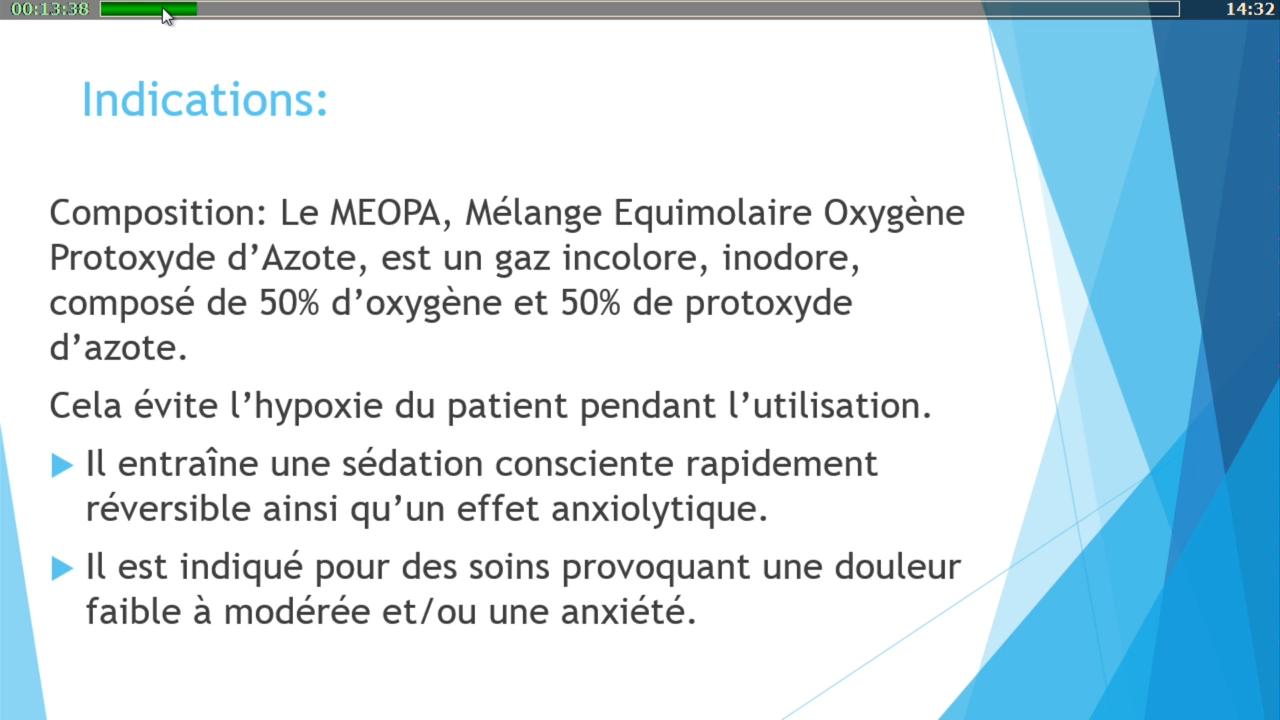 00:13:38
14:32
Indications:
Composition: Le MEOPA, Mélange Equimolaire Oxygène
Protoxyde d’Azote, est un gaz incolore, inodore,
composé de 50% d’oxygène et 50% de protoxyde
d’azote.
Cela évite l’hypoxie du patient pendant l’utilisation.
Il entraîne une sédation consciente rapidement
réversible ainsi qu’un effet anxiolytique.
Il est indiqué pour des soins provoquant une douleur
faible à modérée et/ou une anxiété.